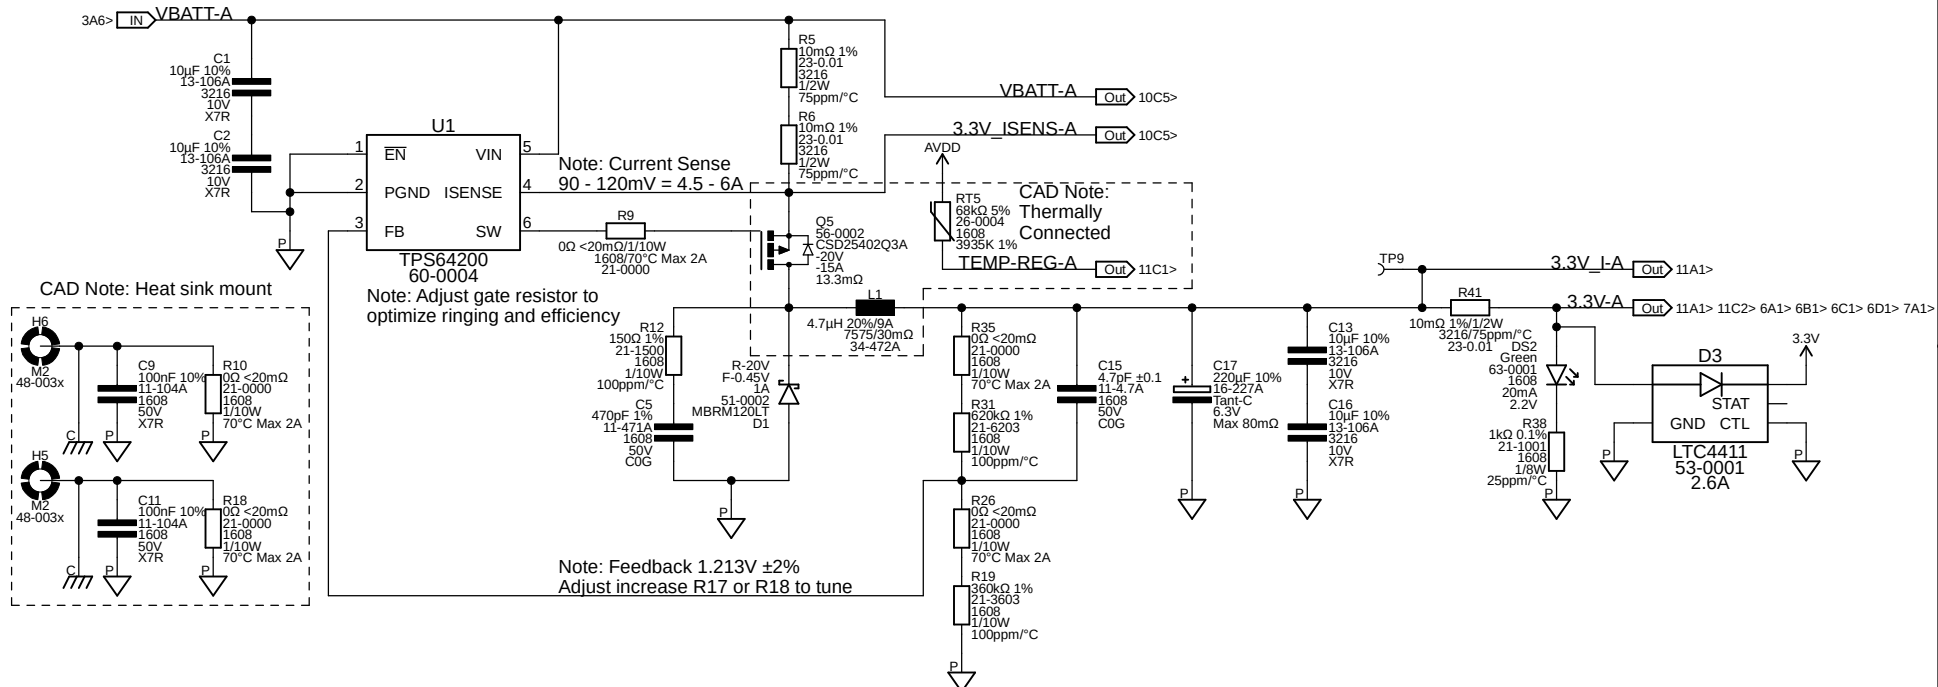 3A6>
IN
VBATT-A
C1
10µF 10%
13-106A
3216
10V
X7R
C2
10µF 10%
13-106A
3216
10V
X7R
P
U1
1
EN
VIN
5
2
PGND
ISENSE
4
3
FB
SW
6
TPS64200
60-0004
Note: Adjust gate resistor to
optimize ringing and efficiency
Note: Current Sense
90 - 120mV = 4.5 - 6A
R9
0Ω <20mΩ/1/10W
1608/70°C Max 2A
21-0000
R5
10mΩ 1%
23-0.01
3216
1/2W
75ppm/°C
R6
10mΩ 1%
23-0.01
3216
1/2W
75ppm/°C
VBATT-A
Out
10C5>
3.3V_ISENS-A
Out
10C5>
AVDD
RT5
68kΩ 5%
26-0004
1608
3935K 1%
CAD Note:
Thermally
Connected
TEMP-REG-A
Out
11C1>
Q5
56-0002
CSD25402Q3A
-20V
-15A
13.3mΩ
L1
4.7µH 20%/9A
7575/30mΩ
34-472A
R12
150Ω 1%
21-1500
1608
1/10W
100ppm/°C
C5
470pF 1%
11-471A
1608
50V
C0G
R-20V
F-0.45V
1A
51-0002
MBRM120LT
D1
P
R35
0Ω <20mΩ
21-0000
1608
1/10W
70°C Max 2A
R31
620kΩ 1%
21-6203
1608
1/10W
100ppm/°C
C15
4.7pF ±0.1
11-4.7A
1608
50V
C0G
R26
0Ω <20mΩ
21-0000
1608
1/10W
70°C Max 2A
R19
360kΩ 1%
21-3603
1608
1/10W
100ppm/°C
P
Note: Feedback 1.213V ±2%
Adjust increase R17 or R18 to tune
C17
220µF 10%
16-227A
Tant-C
6.3V
Max 80mΩ
+
P
C13
10µF 10%
13-106A
3216
10V
X7R
C16
10µF 10%
13-106A
3216
10V
X7R
P
TP9
3.3V_I-A
Out
11A1>
R41
10mΩ 1%/1/2W
3216/75ppm/°C
23-0.01
3.3V-A
Out
11A1> 11C2> 6A1> 6B1> 6C1> 6D1> 7A1>
DS2
Green
63-0001
1608
20mA
2.2V
R38
1kΩ 0.1%
21-1001
1608
1/8W
25ppm/°C
P
3.3V
D3
STAT
GND
CTL
LTC4411
53-0001
2.6A
P
P
CAD Note: Heat sink mount
H6
M2
48-003x
C9
100nF 10%
11-104A
1608
50V
X7R
R10
0Ω <20mΩ
21-0000
1608
1/10W
70°C Max 2A
C
P
P
H5
M2
48-003x
C11
100nF 10%
11-104A
1608
50V
X7R
R18
0Ω <20mΩ
21-0000
1608
1/10W
70°C Max 2A
C
P
P